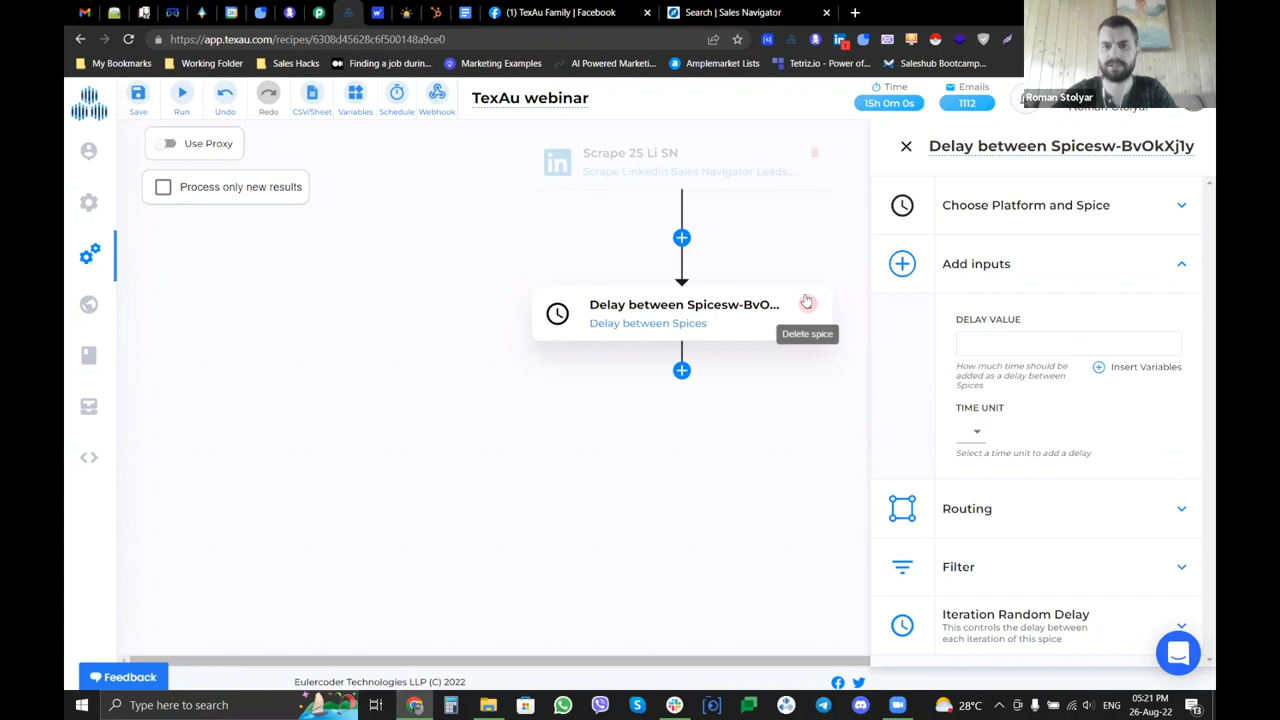 (1) TexAu Family | Facebook
Search | Sales Navigator
https://app.texau.com/recipes/6308d45628c6f500148a9ce0
My Bookmarks
Working Folder
Sales Hacks
Finding a job durin...
Marketing Examples
AI Powered Marketi...
Amplemarket Lists
Tetriz.io - Power of...
Saleshub Bootcamp...
Roman Stolyar
Save
Run
Undo
Redo
CSV/Sheet
Variables
Schedule
Webhook
TexAu webinar
Time
15h 0m 0s
Emails
1112
Use Proxy
Process only new results
Scrape 25 Li SN
Scrape Linkedin Sales Navigator Leads...
Delay between Spicesw-BvO...
Delay between Spices
Delete spice
Delay between Spicesw-BvOkXj1y
Choose Platform and Spice
Add inputs
DELAY VALUE
How much time should be
added as a delay between
Spices
Insert Variables
TIME UNIT
Select a time unit to add a delay
Routing
Filter
Iteration Random Delay
This controls the delay between
each iteration of this spice
Feedback
Eulercoder Technologies LLP (C) 2022
Type here to search
28°C
ENG
05:21 PM
26-Aug-22
13